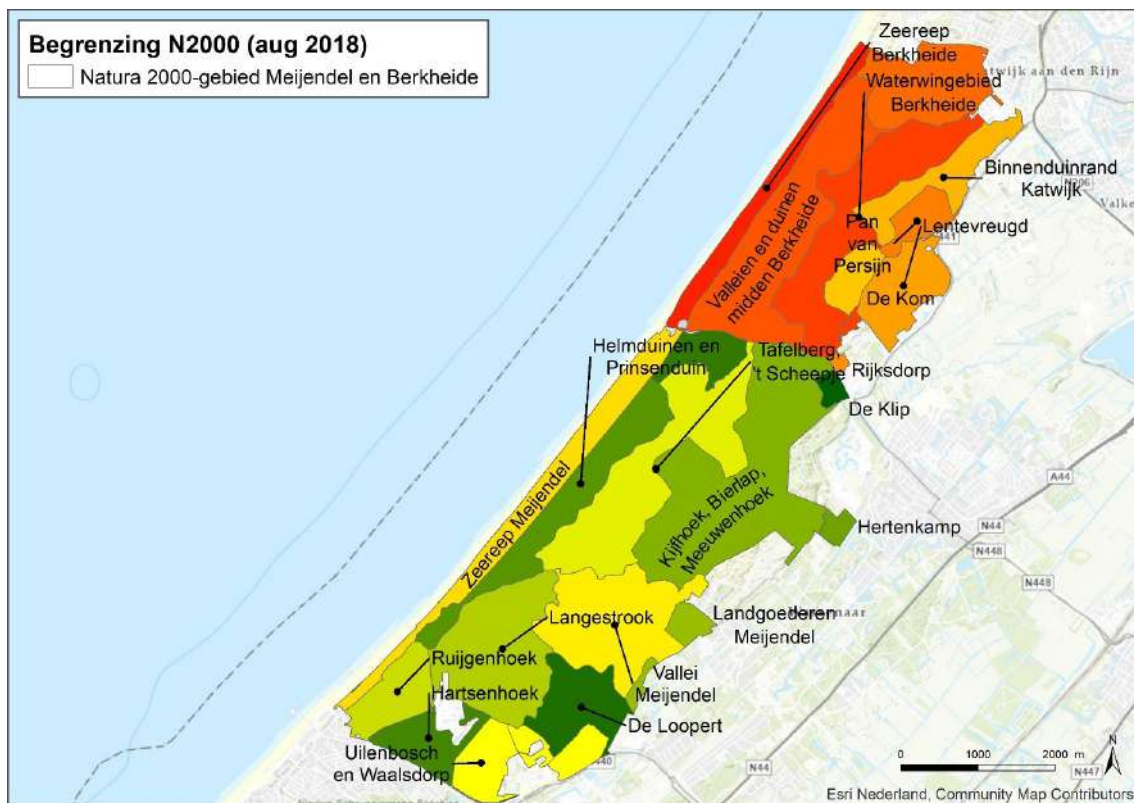 Begrenzing N2000 (aug 2018)
Natura 2000-gebied Meijendel en Berkheide
Zeereep
Berkheide
Waterwingebied
Berkheide
Binnenduinrand
Katwijk
Valleien en duinen
midden Berkheide
Pan
van
Persijn
Lentevreugd
De Kom
Helmduinen en
Prinsenduin
Tafelberg,
't Scheepje
Rijksdorp
De Klip
Zeereep Meijendel
Kijfhoek, Bierlap,
Meeuwenhoek
Hertenkamp
A44
N44
N448
N448
Landgoederen
Meijendel
Langestrook
Ruijgenhoek
Hartsenhoek
Vallei
Meijendel
De Loopert
Uilenbosch
en Waalsdorp
N44
N447
N
0 1000 2000 m
Esri Nederland, Community Map Contributors